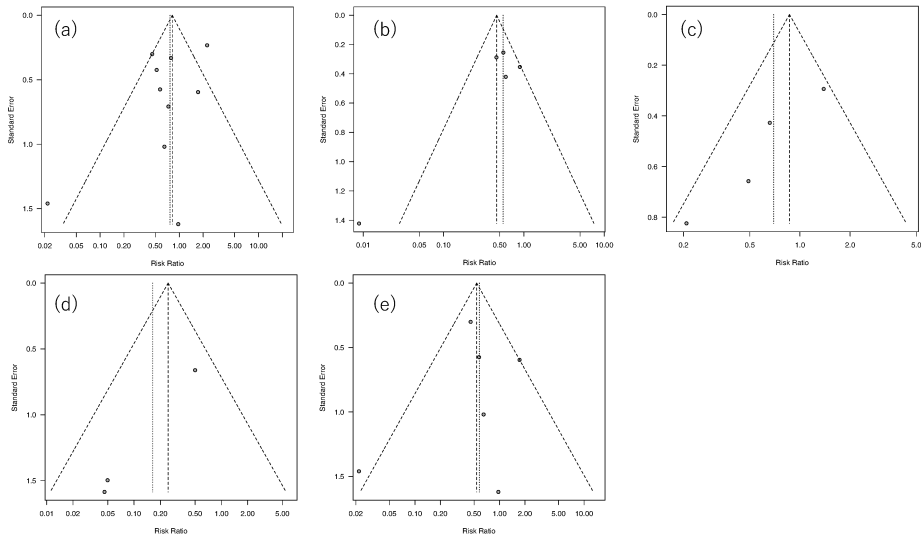 (a)
0.0
0.5
1.0
1.5
Standard Error
0.02 0.05 0.10 0.20 0.50 1.00 2.00 5.00 10.00
Risk Ratio
(b)
0.0
0.2
0.4
0.6
0.8
1.0
1.2
1.4
Standard Error
0.01 0.05 0.10 0.50 1.00 5.00 10.00
Risk Ratio
(c)
0.0
0.2
0.4
0.6
0.8
Standard Error
0.2 0.5 1.0 2.0 5.0
Risk Ratio
(d)
0.0
0.5
1.0
1.5
Standard Error
0.01 0.02 0.05 0.10 0.20 0.50 1.00 2.00 5.00
Risk Ratio
(e)
0.0
0.5
1.0
1.5
Standard Error
0.02 0.05 0.10 0.20 0.50 1.00 2.00 5.00 10.00
Risk Ratio